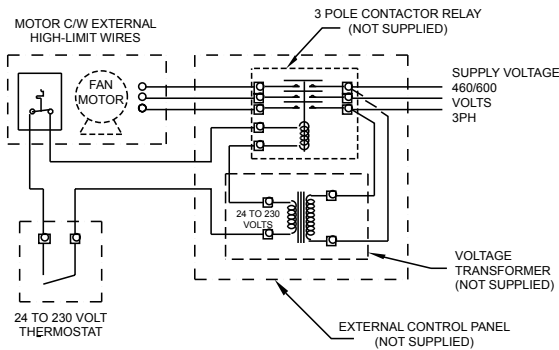 MOTOR C/W EXTERNAL
HIGH-LIMIT WIRES
3 POLE CONTACTOR RELAY
(NOT SUPPLIED)
FAN
MOTOR
SUPPLY VOLTAGE
460/600
VOLTS
3PH
24 TO 230
VOLTS
VOLTAGE
TRANSFORMER
(NOT SUPPLIED)
24 TO 230 VOLT
THERMOSTAT
EXTERNAL CONTROL PANEL
(NOT SUPPLIED)